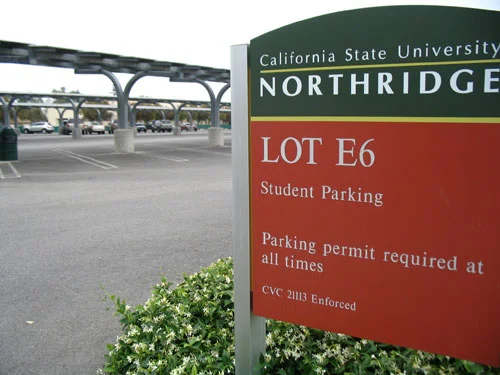 California State University
NORTHRIDGE
LOT E6
Student Parking
Parking permit required at
all times
CVC 21113 Enforced